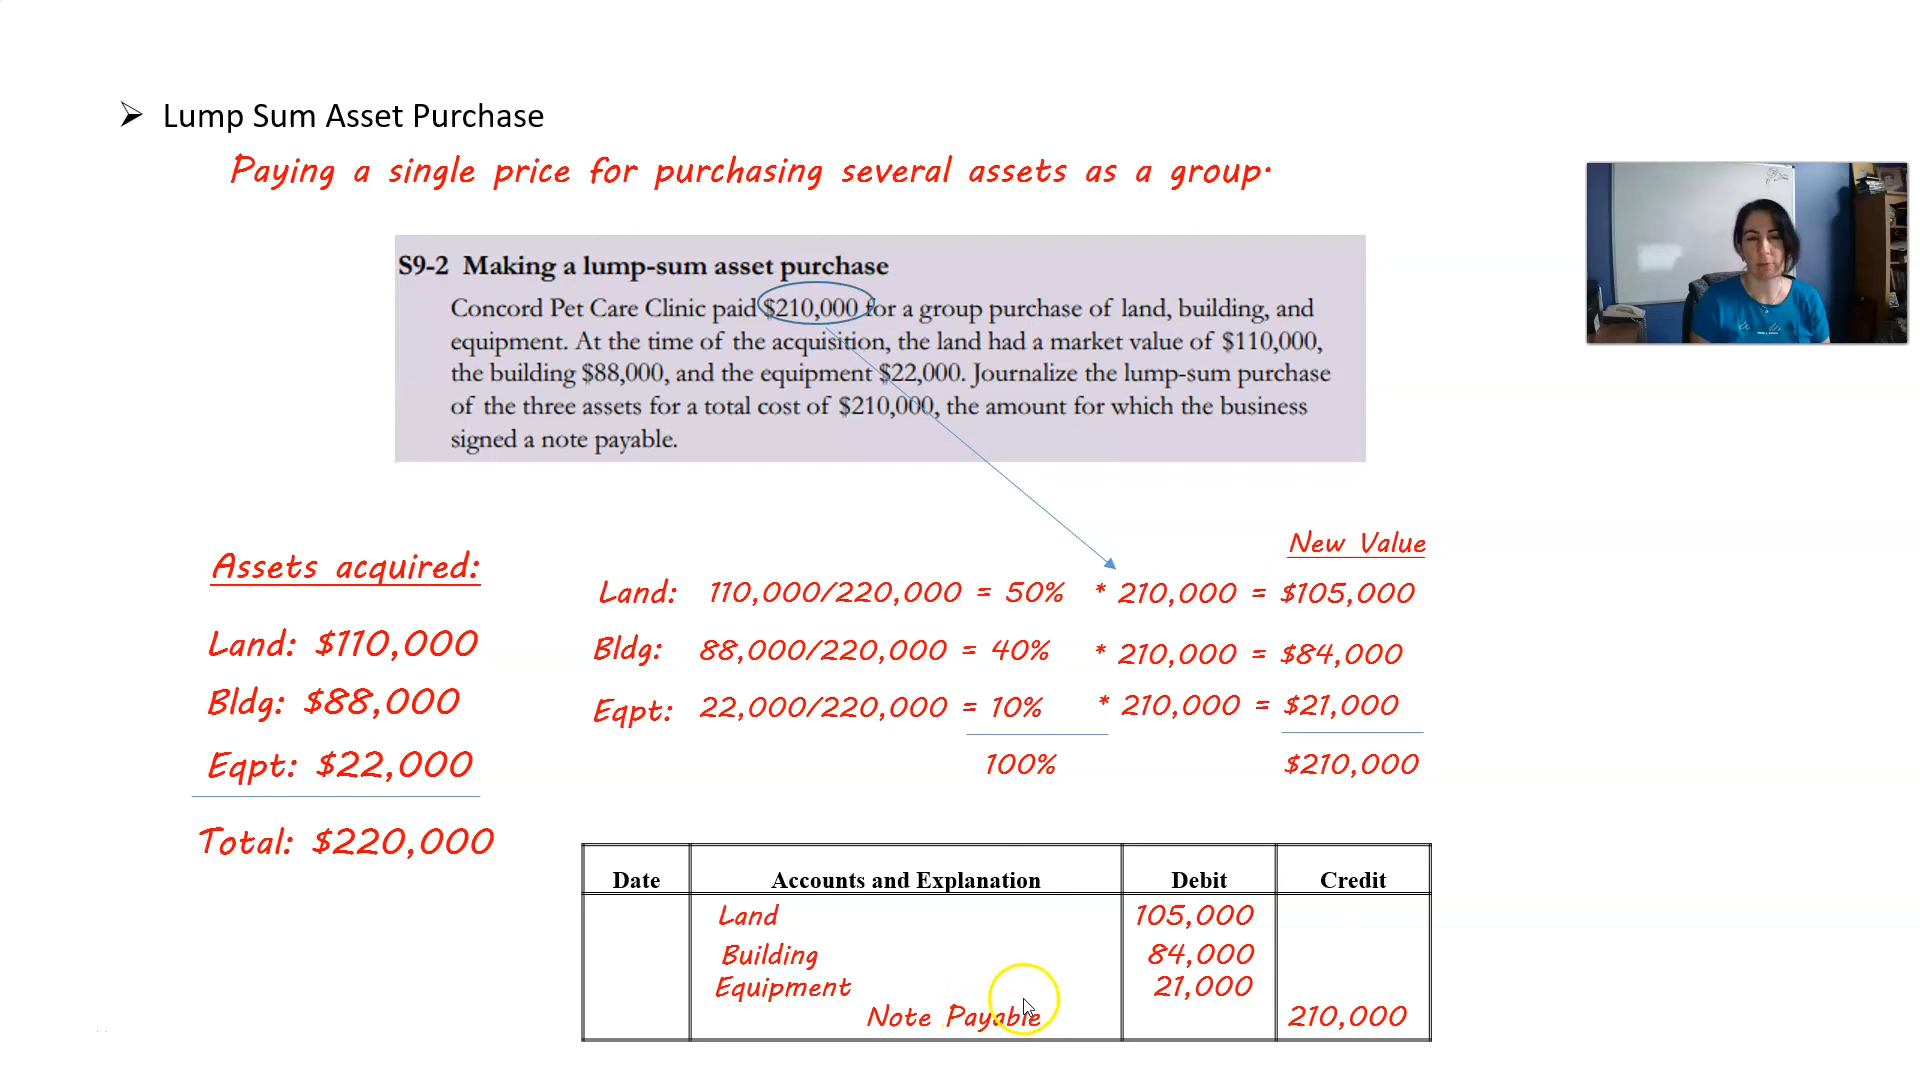 Lump Sum Asset Purchase
Paying a single price for purchasing several assets as a group.
S9-2 Making a lump-sum asset purchase
Concord Pet Care Clinic paid $210,000 for a group purchase of land, building, and
equipment. At the time of the acquisition, the land had a market value of $110,000,
the building $88,000, and the equipment $22,000. Journalize the lump-sum purchase
of the three assets for a total cost of $210,000, the amount for which the business
signed a note payable.
Assets acquired:
Land: $110,000
Bldg: $88,000
Eqpt: $22,000
Total: $220,000
New Value
Land: 110,000/220,000 = 50% * 210,000 = $105,000
Bldg: 88,000/220,000 = 40% * 210,000 = $84,000
Eqpt: 22,000/220,000 = 10% * 210,000 = $21,000
100% $210,000
Date Accounts and Explanation Debit Credit
Land 105,000
Building 84,000
Equipment 21,000
Note Payable 210,000